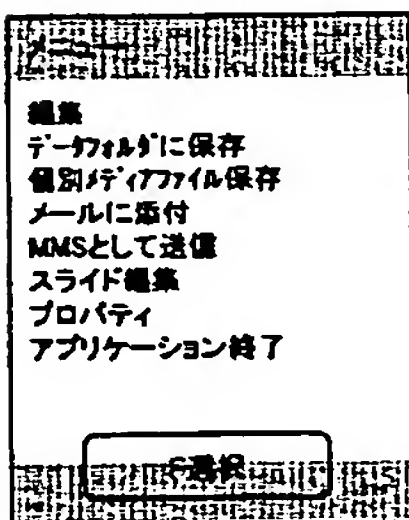 メニュー
編集
データフォルダに保存
個別メディアファイル保存
メールに添付
MMSとして送信
スライド編集
プロパティ
アプリケーション終了
選択